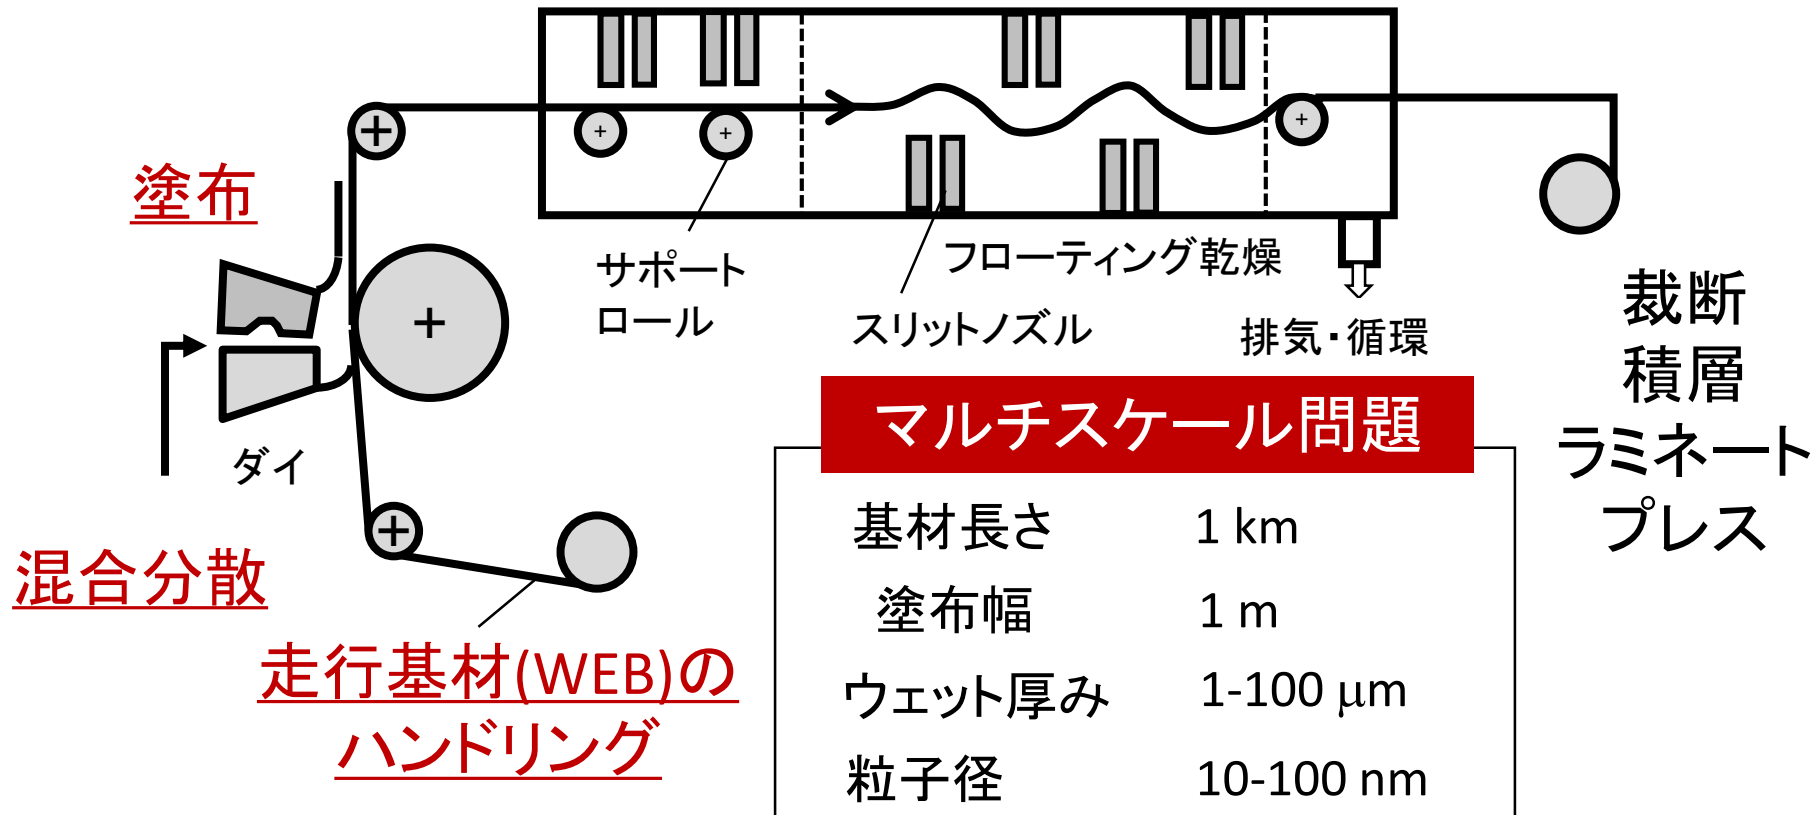 塗布
サポート
ロール
フローティング乾燥
スリットノズル
排気・循環
裁断
積層
ラミネート
プレス
ダイ
混合分散
走行基材(WEB)の
ハンドリング
マルチスケール問題
基材長さ 1 km
塗布幅 1 m
ウェット厚み 1-100 μm
粒子径 10-100 nm